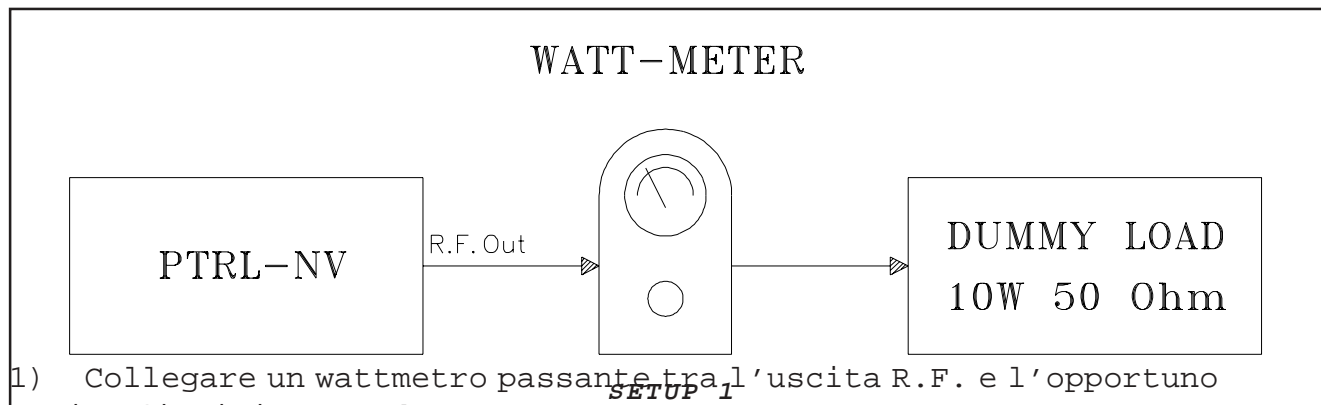 WATT-METER
PTRL-NV
R.F. Out
DUMMY LOAD
10W 50 Ohm
1) Collegare un wattmetro passante tra l'uscita R.F. e l'opportuno
SETUP 1